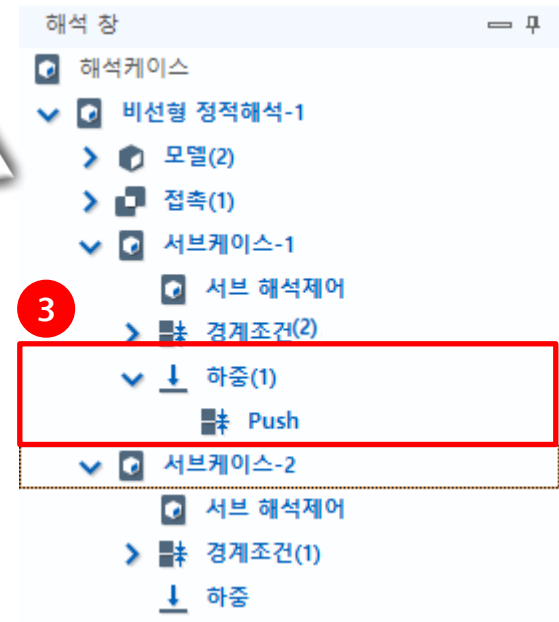 해석 창
해석케이스
비선형 정적해석-1
모델(2)
접촉(1)
서브케이스-1
서브 해석제어
3
경계조건(2)
하중(1)
Push
서브케이스-2
서브 해석제어
경계조건(1)
하중